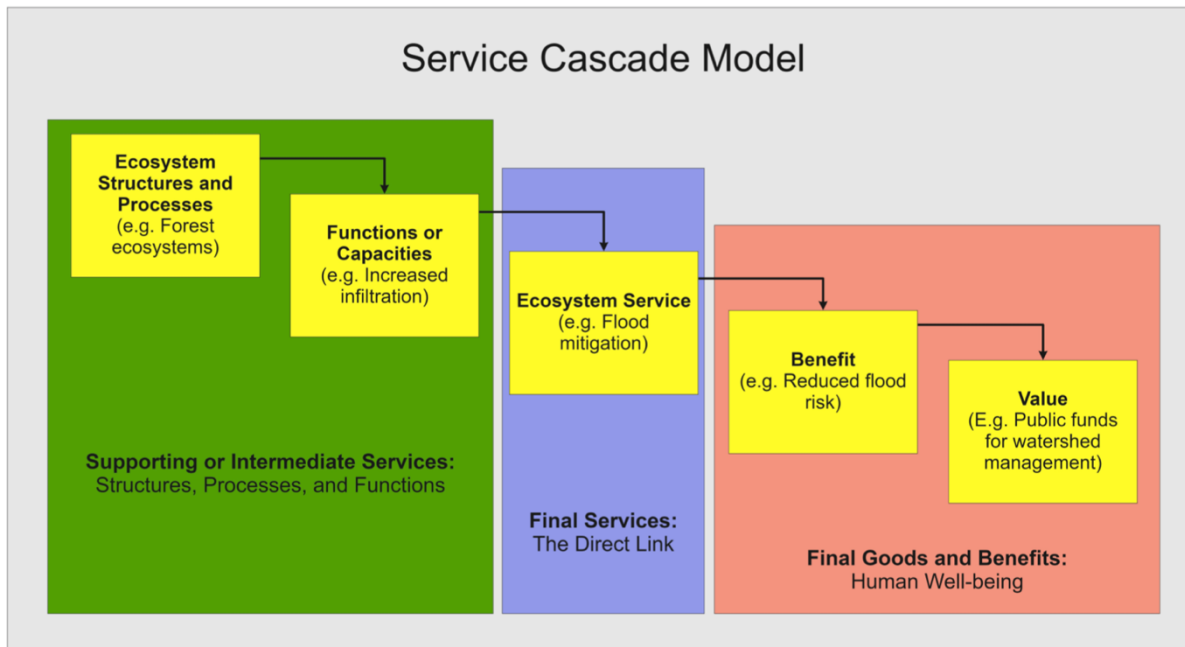 Service Cascade Model
Ecosystem
Structures and
Processes
(e.g. Forest
ecosystems)
Functions or
Capacities
(e.g. Increased
infiltration)
Ecosystem Service
(e.g. Flood
mitigation)
Benefit
(e.g. Reduced flood
risk)
Value
(E.g. Public funds
for watershed
management)
Supporting or Intermediate Services:
Structures, Processes, and Functions
Final Services:
The Direct Link
Final Goods and Benefits:
Human Well-being